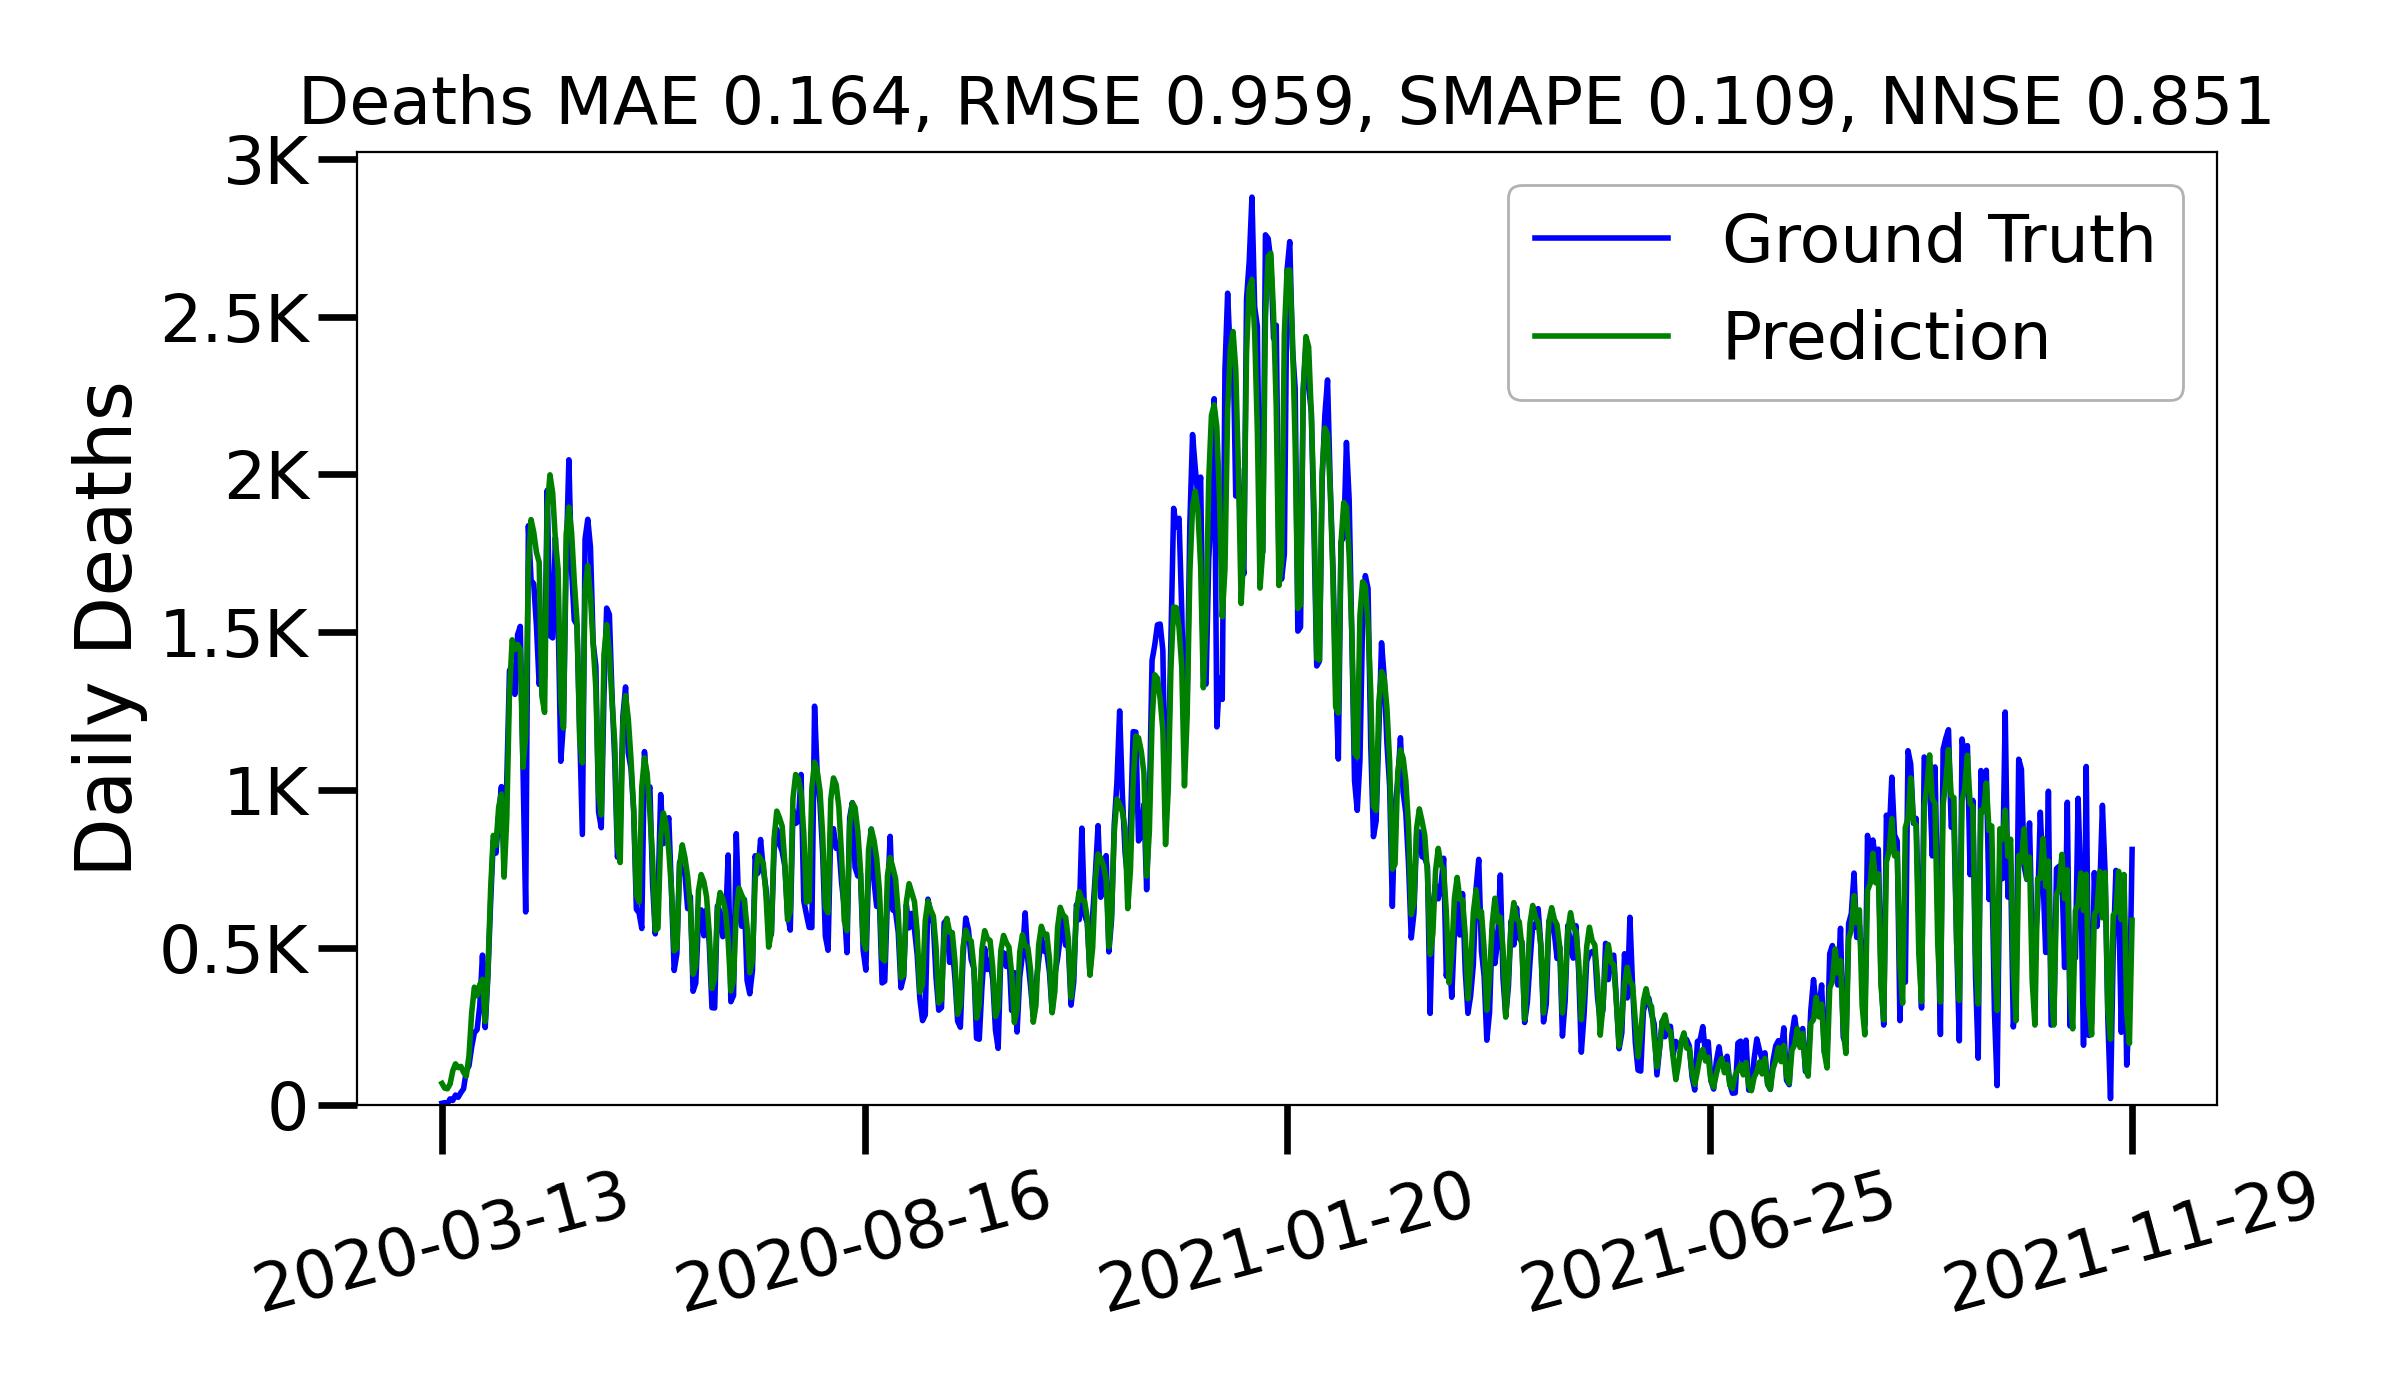 Deaths MAE 0.164, RMSE 0.959, SMAPE 0.109, NNSE 0.851
3K
2.5K
2K
1.5K
1K
0.5K
0
Daily Deaths
Ground Truth
Prediction
2020-03-13
2020-08-16
2021-01-20
2021-06-25
2021-11-29